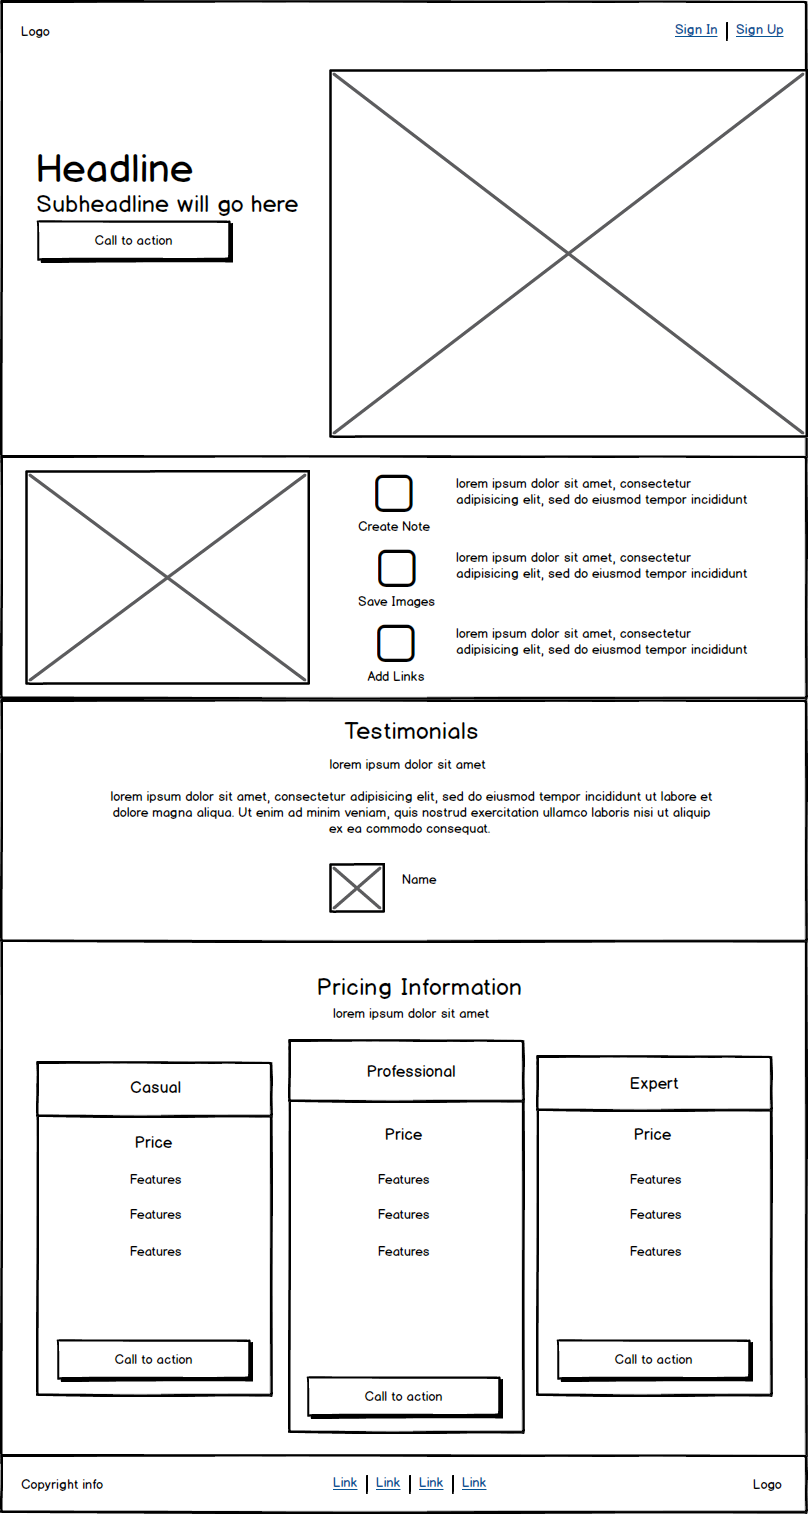 Logo
Sign In | Sign Up
Headline
Subheadline will go here
Call to action
lorem ipsum dolor sit amet, consectetur
adipisicing elit, sed do eiusmod tempor incididunt
Create Note
lorem ipsum dolor sit amet, consectetur
adipisicing elit, sed do eiusmod tempor incididunt
Save Images
lorem ipsum dolor sit amet, consectetur
adipisicing elit, sed do eiusmod tempor incididunt
Add Links
Testimonials
lorem ipsum dolor sit amet
lorem ipsum dolor sit amet, consectetur adipisicing elit, sed do eiusmod tempor incididunt ut labore et
dolore magna aliqua. Ut enim ad minim veniam, quis nostrud exercitation ullamco laboris nisi ut aliquip
ex ea commodo consequat.
Name
Pricing Information
lorem ipsum dolor sit amet
Casual
Price
Features
Features
Features
Call to action
Professional
Price
Features
Features
Features
Call to action
Expert
Price
Features
Features
Features
Call to action
Copyright info
Link | Link | Link | Link
Logo